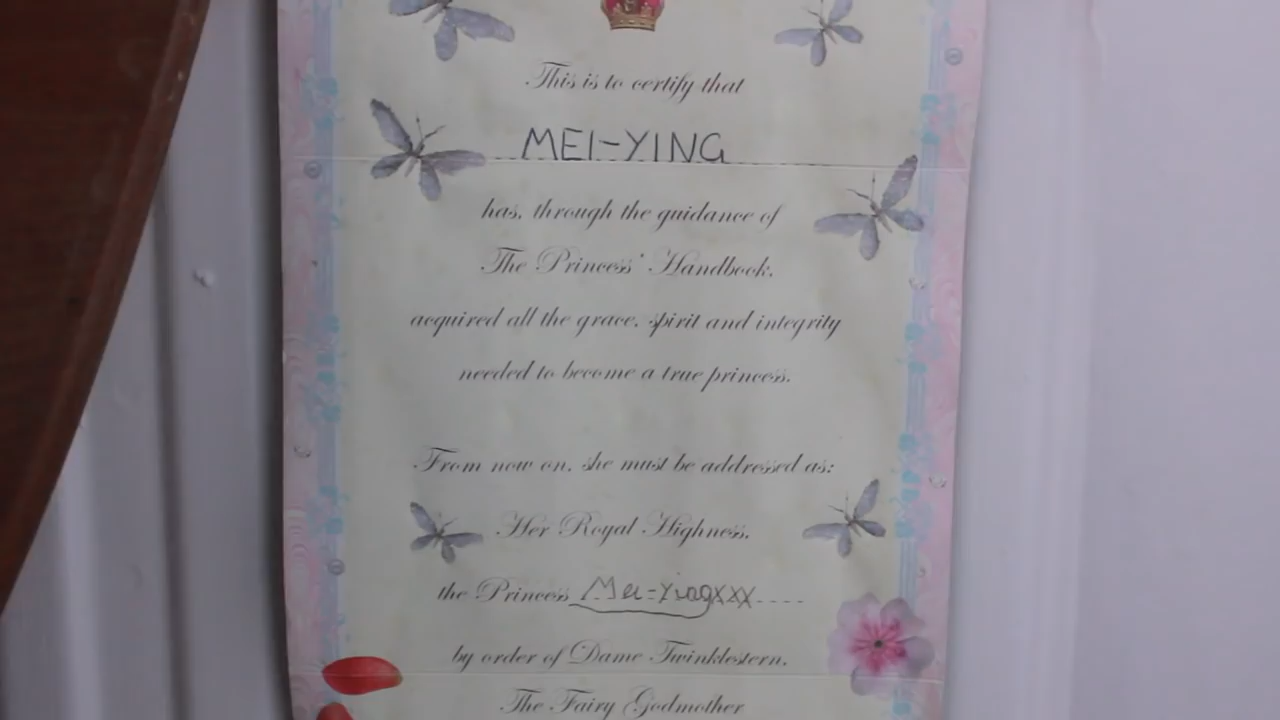 This is to certify that
MEI-YING
has, through the guidance of
The Princess' Handbook,
acquired all the grace, spirit and integrity
needed to become a true princess.
From now on, she must be addressed as:
Her Royal Highness,
the Princess Mei-Yingxxx
by order of Dame Twinklestern,
The Fairy Godmother